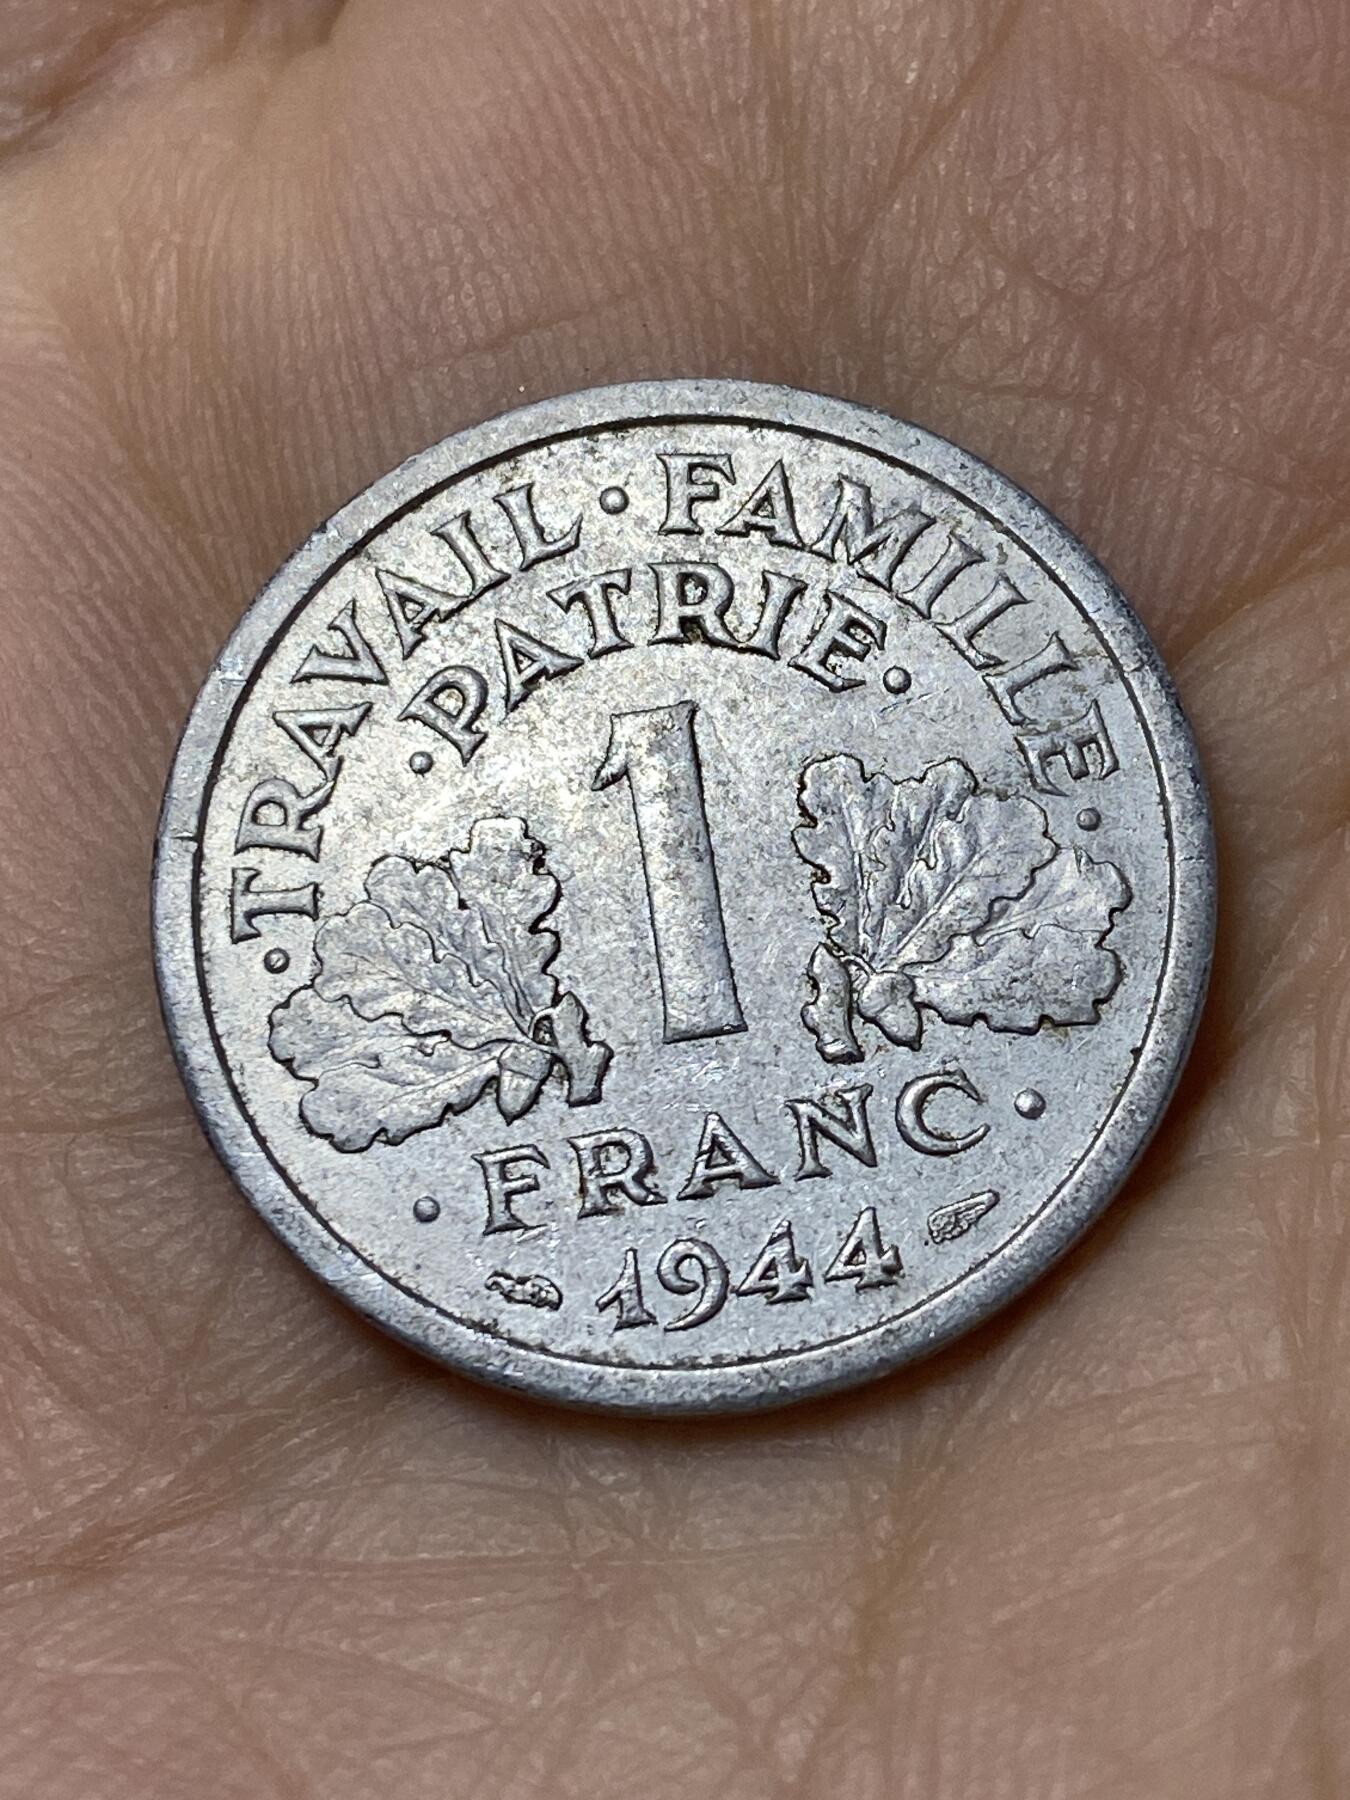 · TRAVAIL · FAMILLE ·
· PATRIE ·
1
· FRANC ·
1944